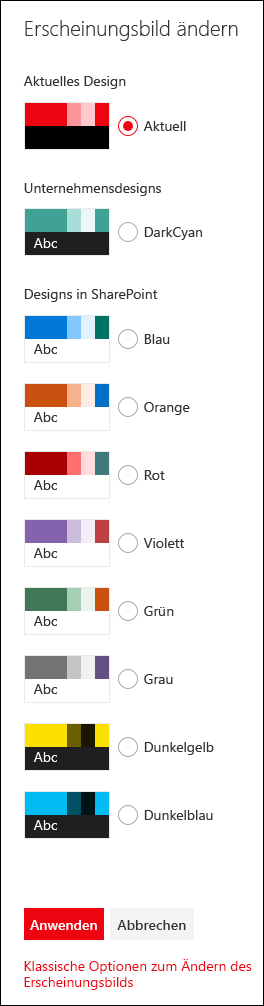 Erscheinungsbild ändern
Aktuelles Design
Aktuell
Unternehmensdesigns
Abc
DarkCyan
Designs in SharePoint
Abc
Blau
Abc
Orange
Abc
Rot
Abc
Violett
Abc
Grün
Abc
Grau
Abc
Dunkelgelb
Abc
Dunkelblau
Anwenden
Abbrechen
Klassische Optionen zum Ändern des
Erscheinungsbilds